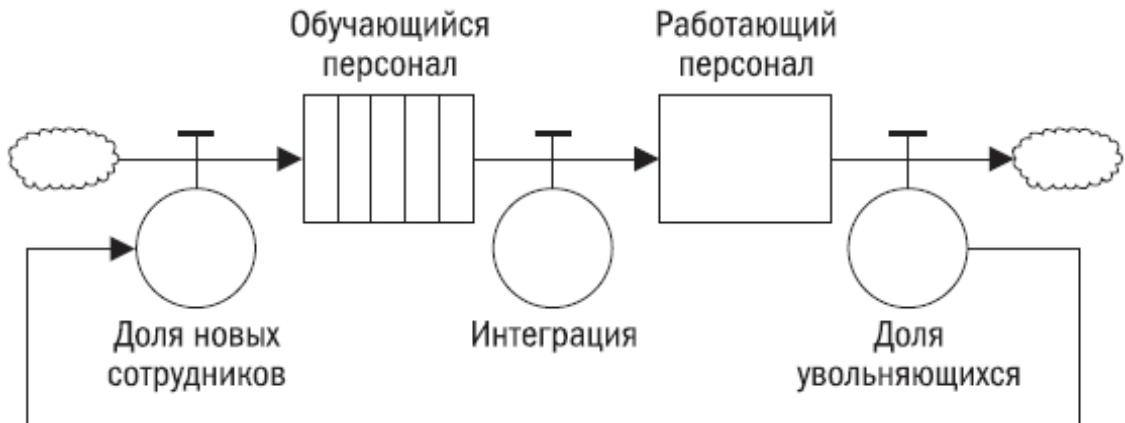 Обучающийся
персонал
Работающий
персонал
Доля новых
сотрудников
Интеграция
Доля
увольняющихся